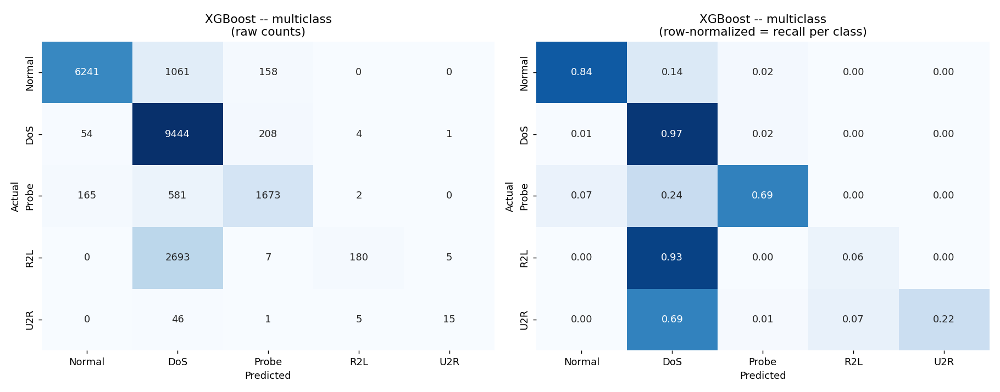 XGBoost -- multiclass
(raw counts)
Actual
Normal 6241 1061 158 0 0
DoS 54 9444 208 4 1
Probe 165 581 1673 2 0
R2L 0 2693 7 180 5
U2R 0 46 1 5 15
Normal DoS Probe R2L U2R
Predicted
XGBoost -- multiclass
(row-normalized = recall per class)
Actual
Normal 0.84 0.14 0.02 0.00 0.00
DoS 0.01 0.97 0.02 0.00 0.00
Probe 0.07 0.24 0.69 0.00 0.00
R2L 0.00 0.93 0.00 0.06 0.00
U2R 0.00 0.69 0.01 0.07 0.22
Normal DoS Probe R2L U2R
Predicted